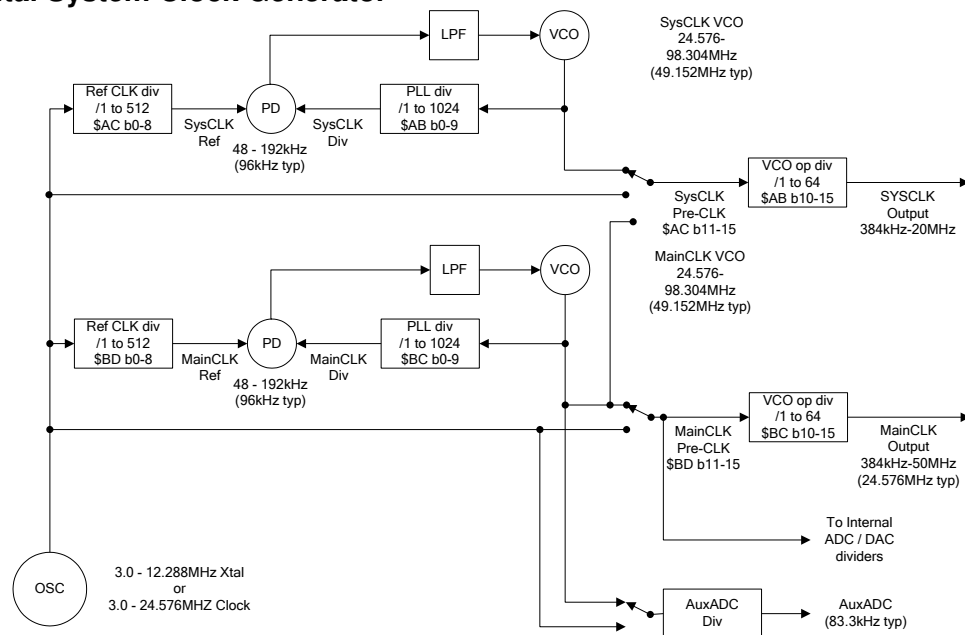 System Clock Generator
LPF
VCO
SysCLK VCO
24.576-
98.304MHz
(49.152MHz typ)
Ref CLK div
/1 to 512
$AC b0-8
SysCLK
Ref
PD
48 - 192kHz
(96kHz typ)
SysCLK
Div
PLL div
/1 to 1024
$AB b0-9
SysCLK
Pre-CLK
$AC b11-15
VCO op div
/1 to 64
$AB b10-15
SYSCLK
Output
384kHz-20MHz
LPF
VCO
MainCLK VCO
24.576-
98.304MHz
(49.152MHz typ)
Ref CLK div
/1 to 512
$BD b0-8
MainCLK
Ref
PD
48 - 192kHz
(96kHz typ)
MainCLK
Div
PLL div
/1 to 1024
$BC b0-9
MainCLK
Pre-CLK
$BD b11-15
VCO op div
/1 to 64
$BC b10-15
MainCLK
Output
384kHz-50MHz
(24.576MHz typ)
To Internal
ADC / DAC
dividers
OSC
3.0 - 12.288MHz Xtal
or
3.0 - 24.576MHZ Clock
AuxADC
Div
AuxADC
(83.3kHz typ)